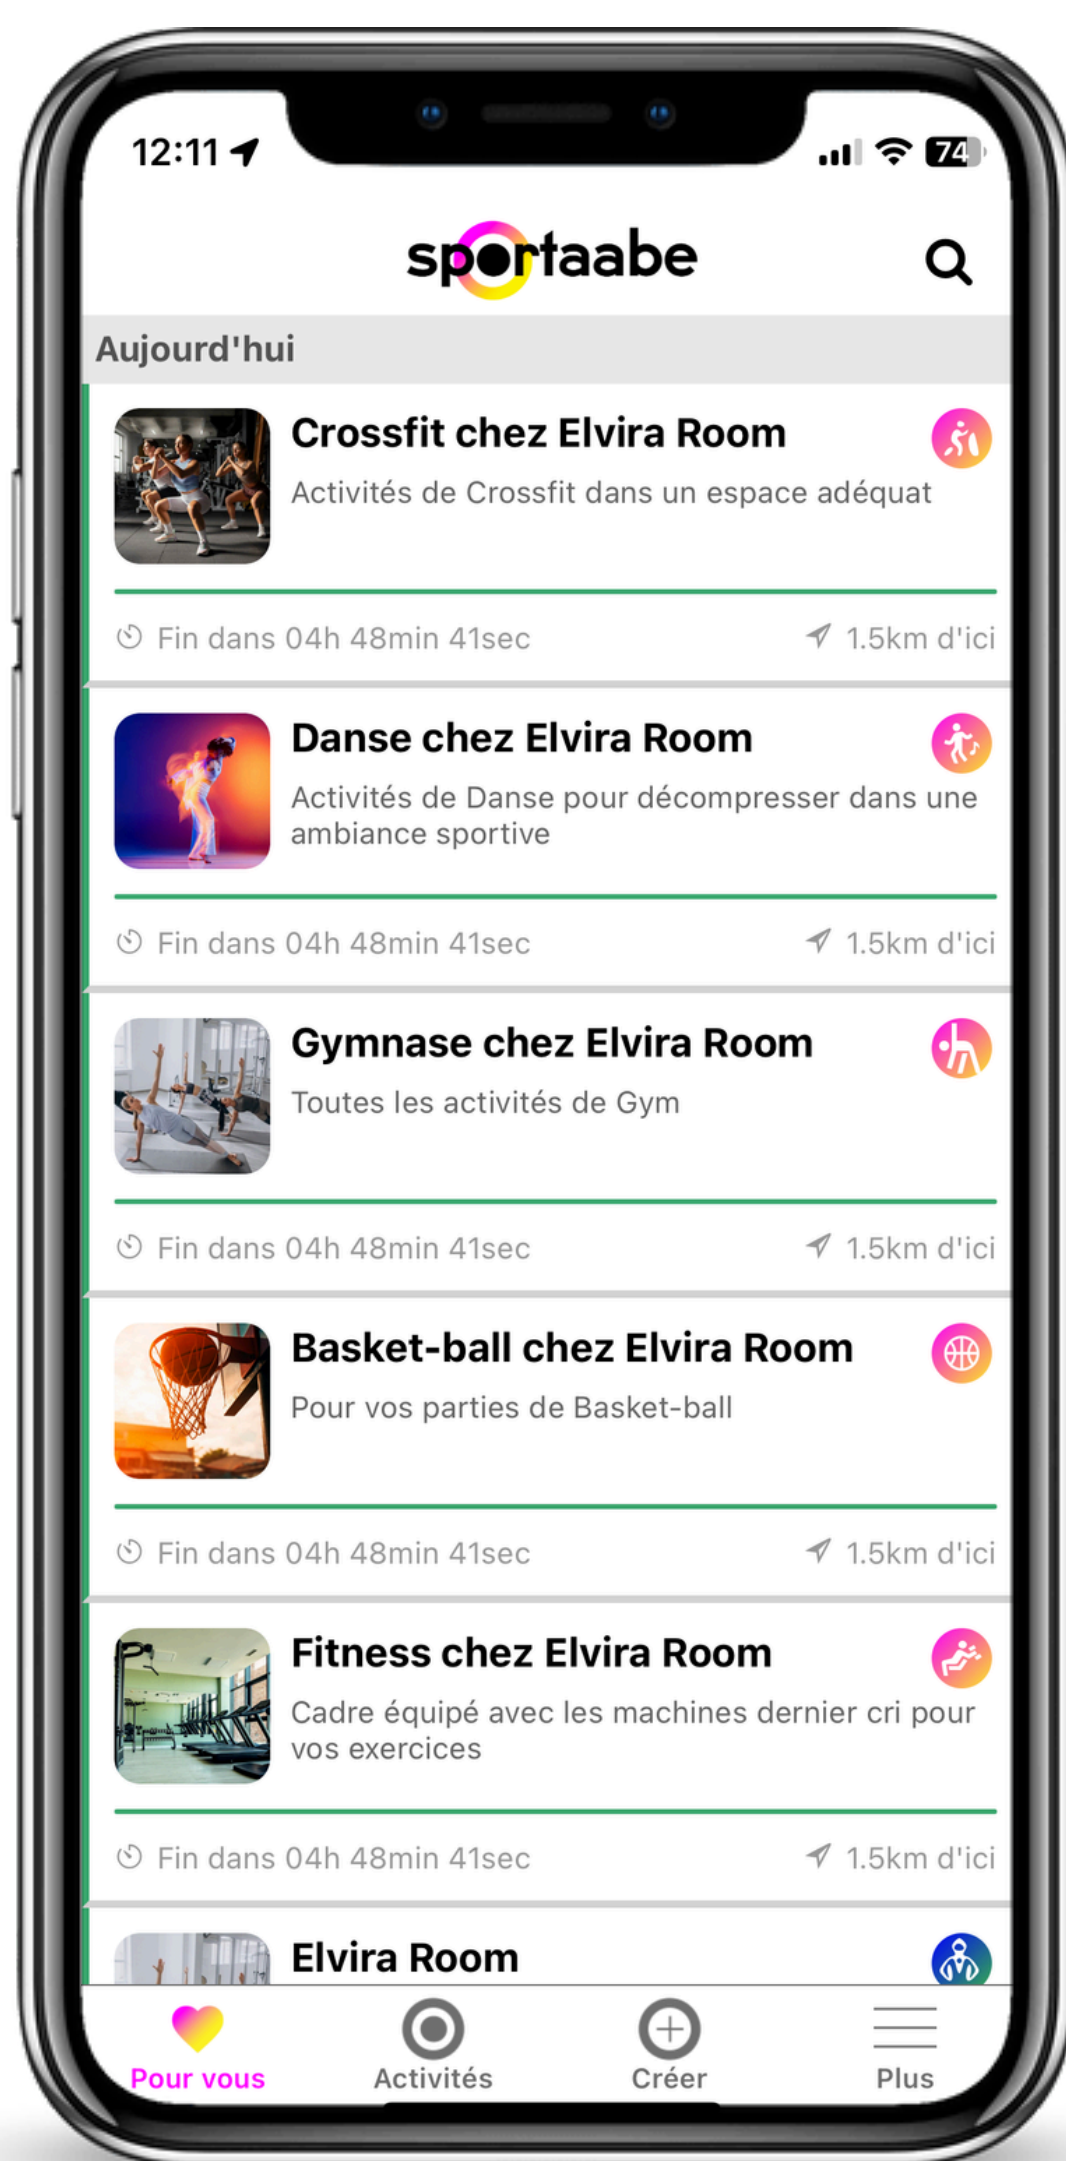 12:11
74
sportaabe
Aujourd'hui
Crossfit chez Elvira Room
Activités de Crossfit dans un espace adéquat
Fin dans 04h 48min 41sec
1.5km d'ici
Danse chez Elvira Room
Activités de Danse pour décompresser dans une
ambiance sportive
Fin dans 04h 48min 41sec
1.5km d'ici
Gymnase chez Elvira Room
Toutes les activités de Gym
Fin dans 04h 48min 41sec
1.5km d'ici
Basket-ball chez Elvira Room
Pour vos parties de Basket-ball
Fin dans 04h 48min 41sec
1.5km d'ici
Fitness chez Elvira Room
Cadre équipé avec les machines dernier cri pour
vos exercices
Fin dans 04h 48min 41sec
1.5km d'ici
Elvira Room
Pour vous
Activités
Créer
Plus